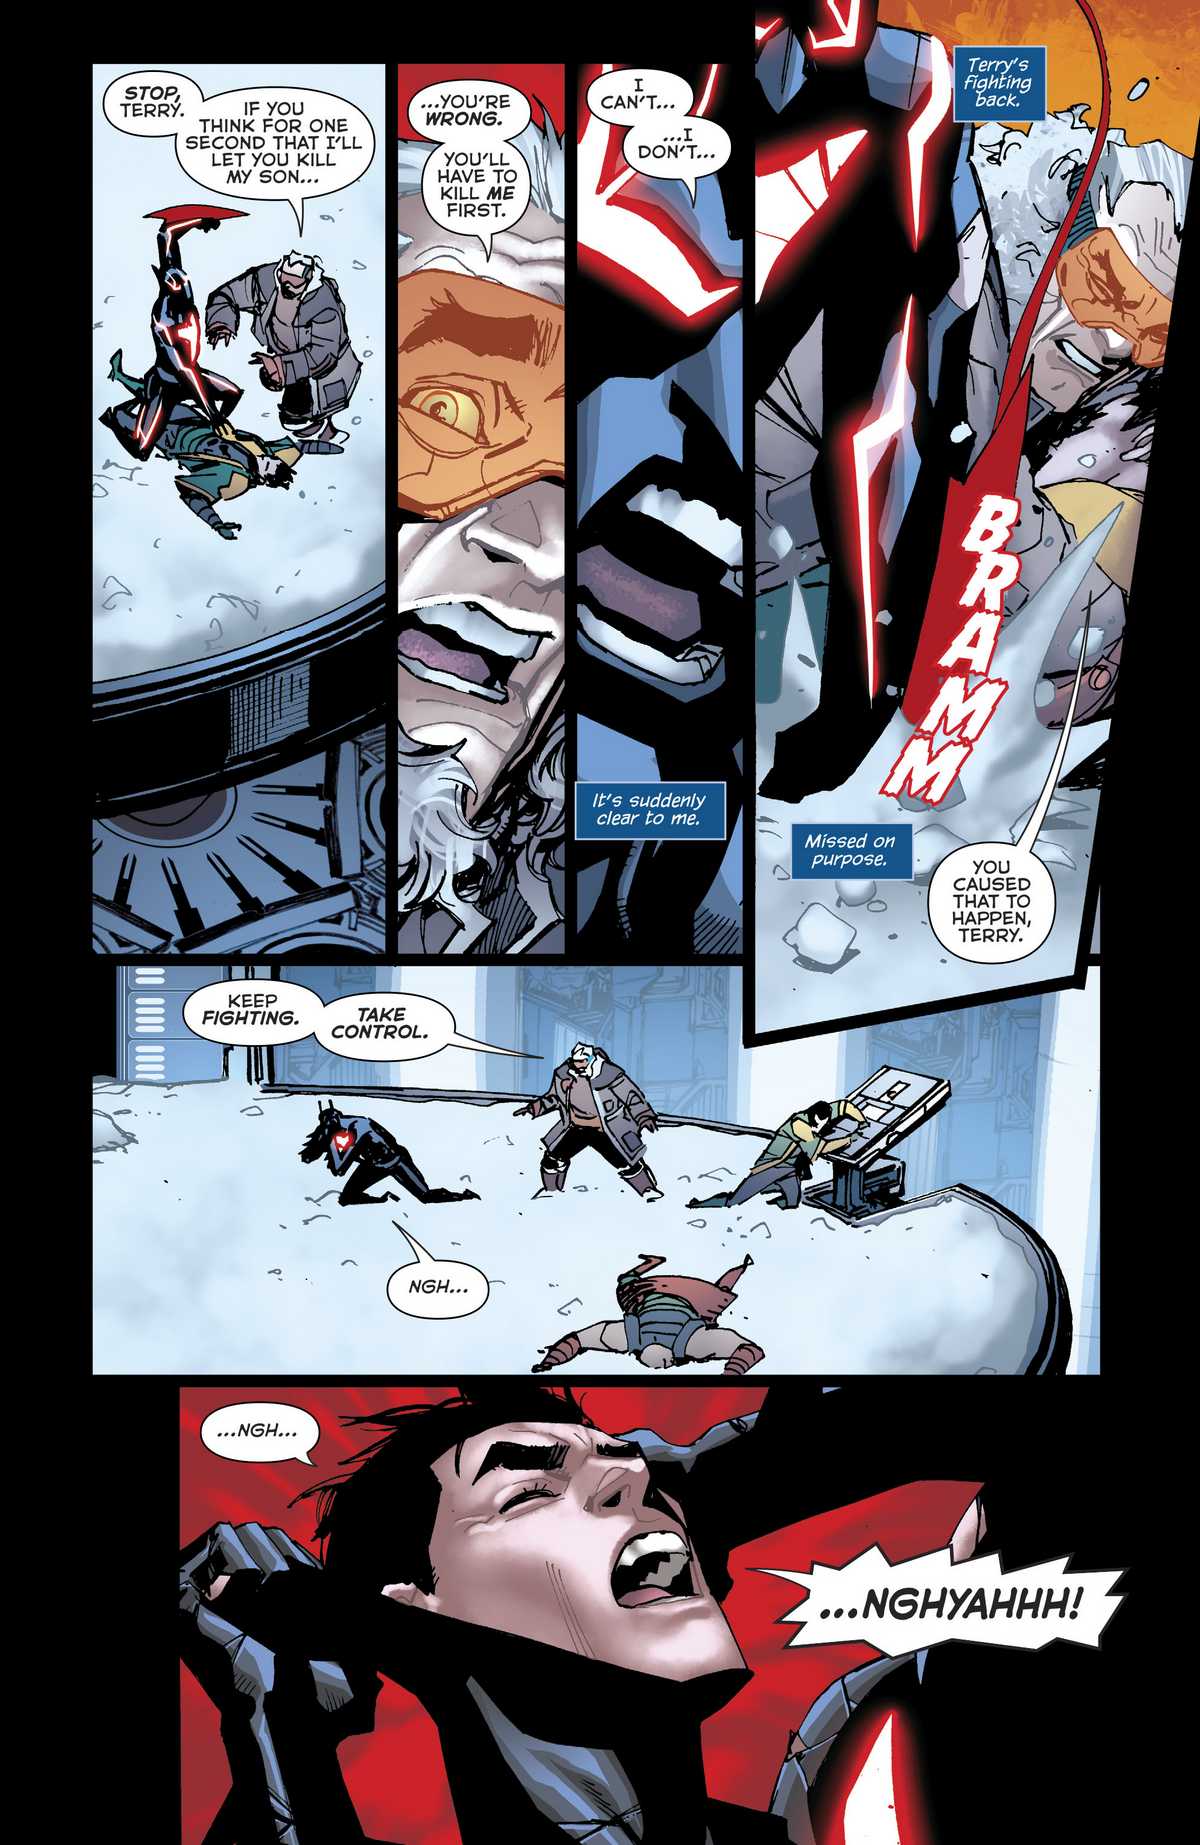 STOP,
TERRY.
IF YOU
THINK FOR ONE
SECOND THAT I'LL
LET YOU KILL
MY SON...
...YOU'RE
WRONG.
YOU'LL
HAVE TO
KILL ME
FIRST.
I
CAN'T...
...I
DON'T...
It's suddenly
clear to me.
Terry's
fighting
back.
BRAMM
Missed on
purpose.
YOU
CAUSED
THAT TO
HAPPEN,
TERRY.
KEEP
FIGHTING.
TAKE
CONTROL.
NGH...
...NGH...
...NGHYAHHH!